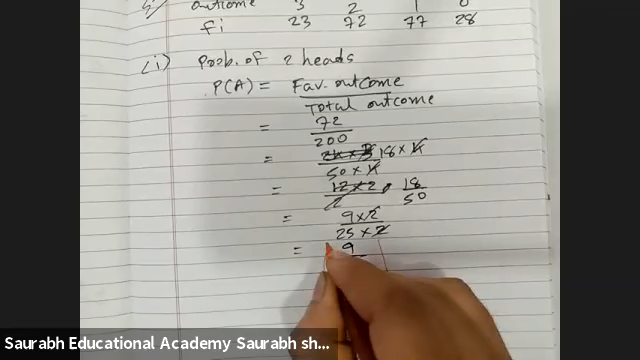 outcome 3 2 1 0
fi 23 72 77 28
(i) Prob. of 2 heads
P(A) = Fav. outcome
Total outcome
= 72
200
= 18 × 4
50 × 4
= 18
50
= 9 × 2
25 × 2
= 9
Saurabh Educational Academy Saurabh sh...